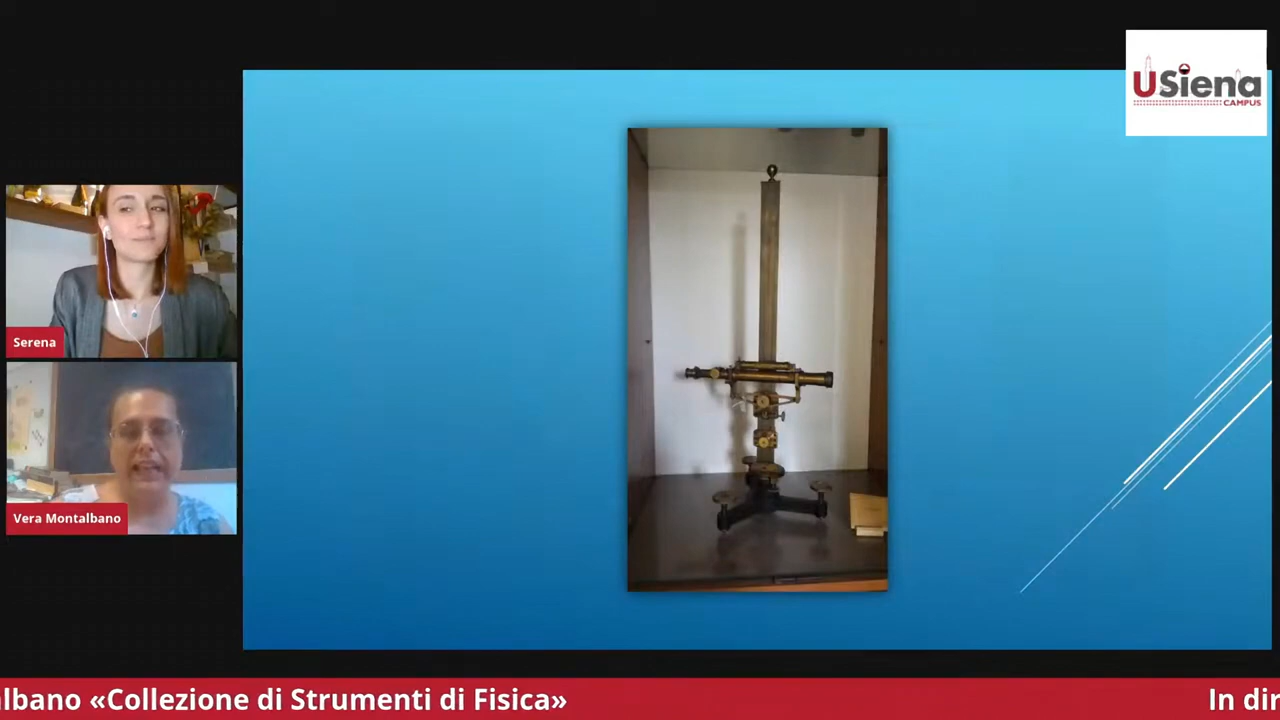 USiena
CAMPUS
Serena
Vera Montalbano
lbano «Collezione di Strumenti di Fisica»
In dir